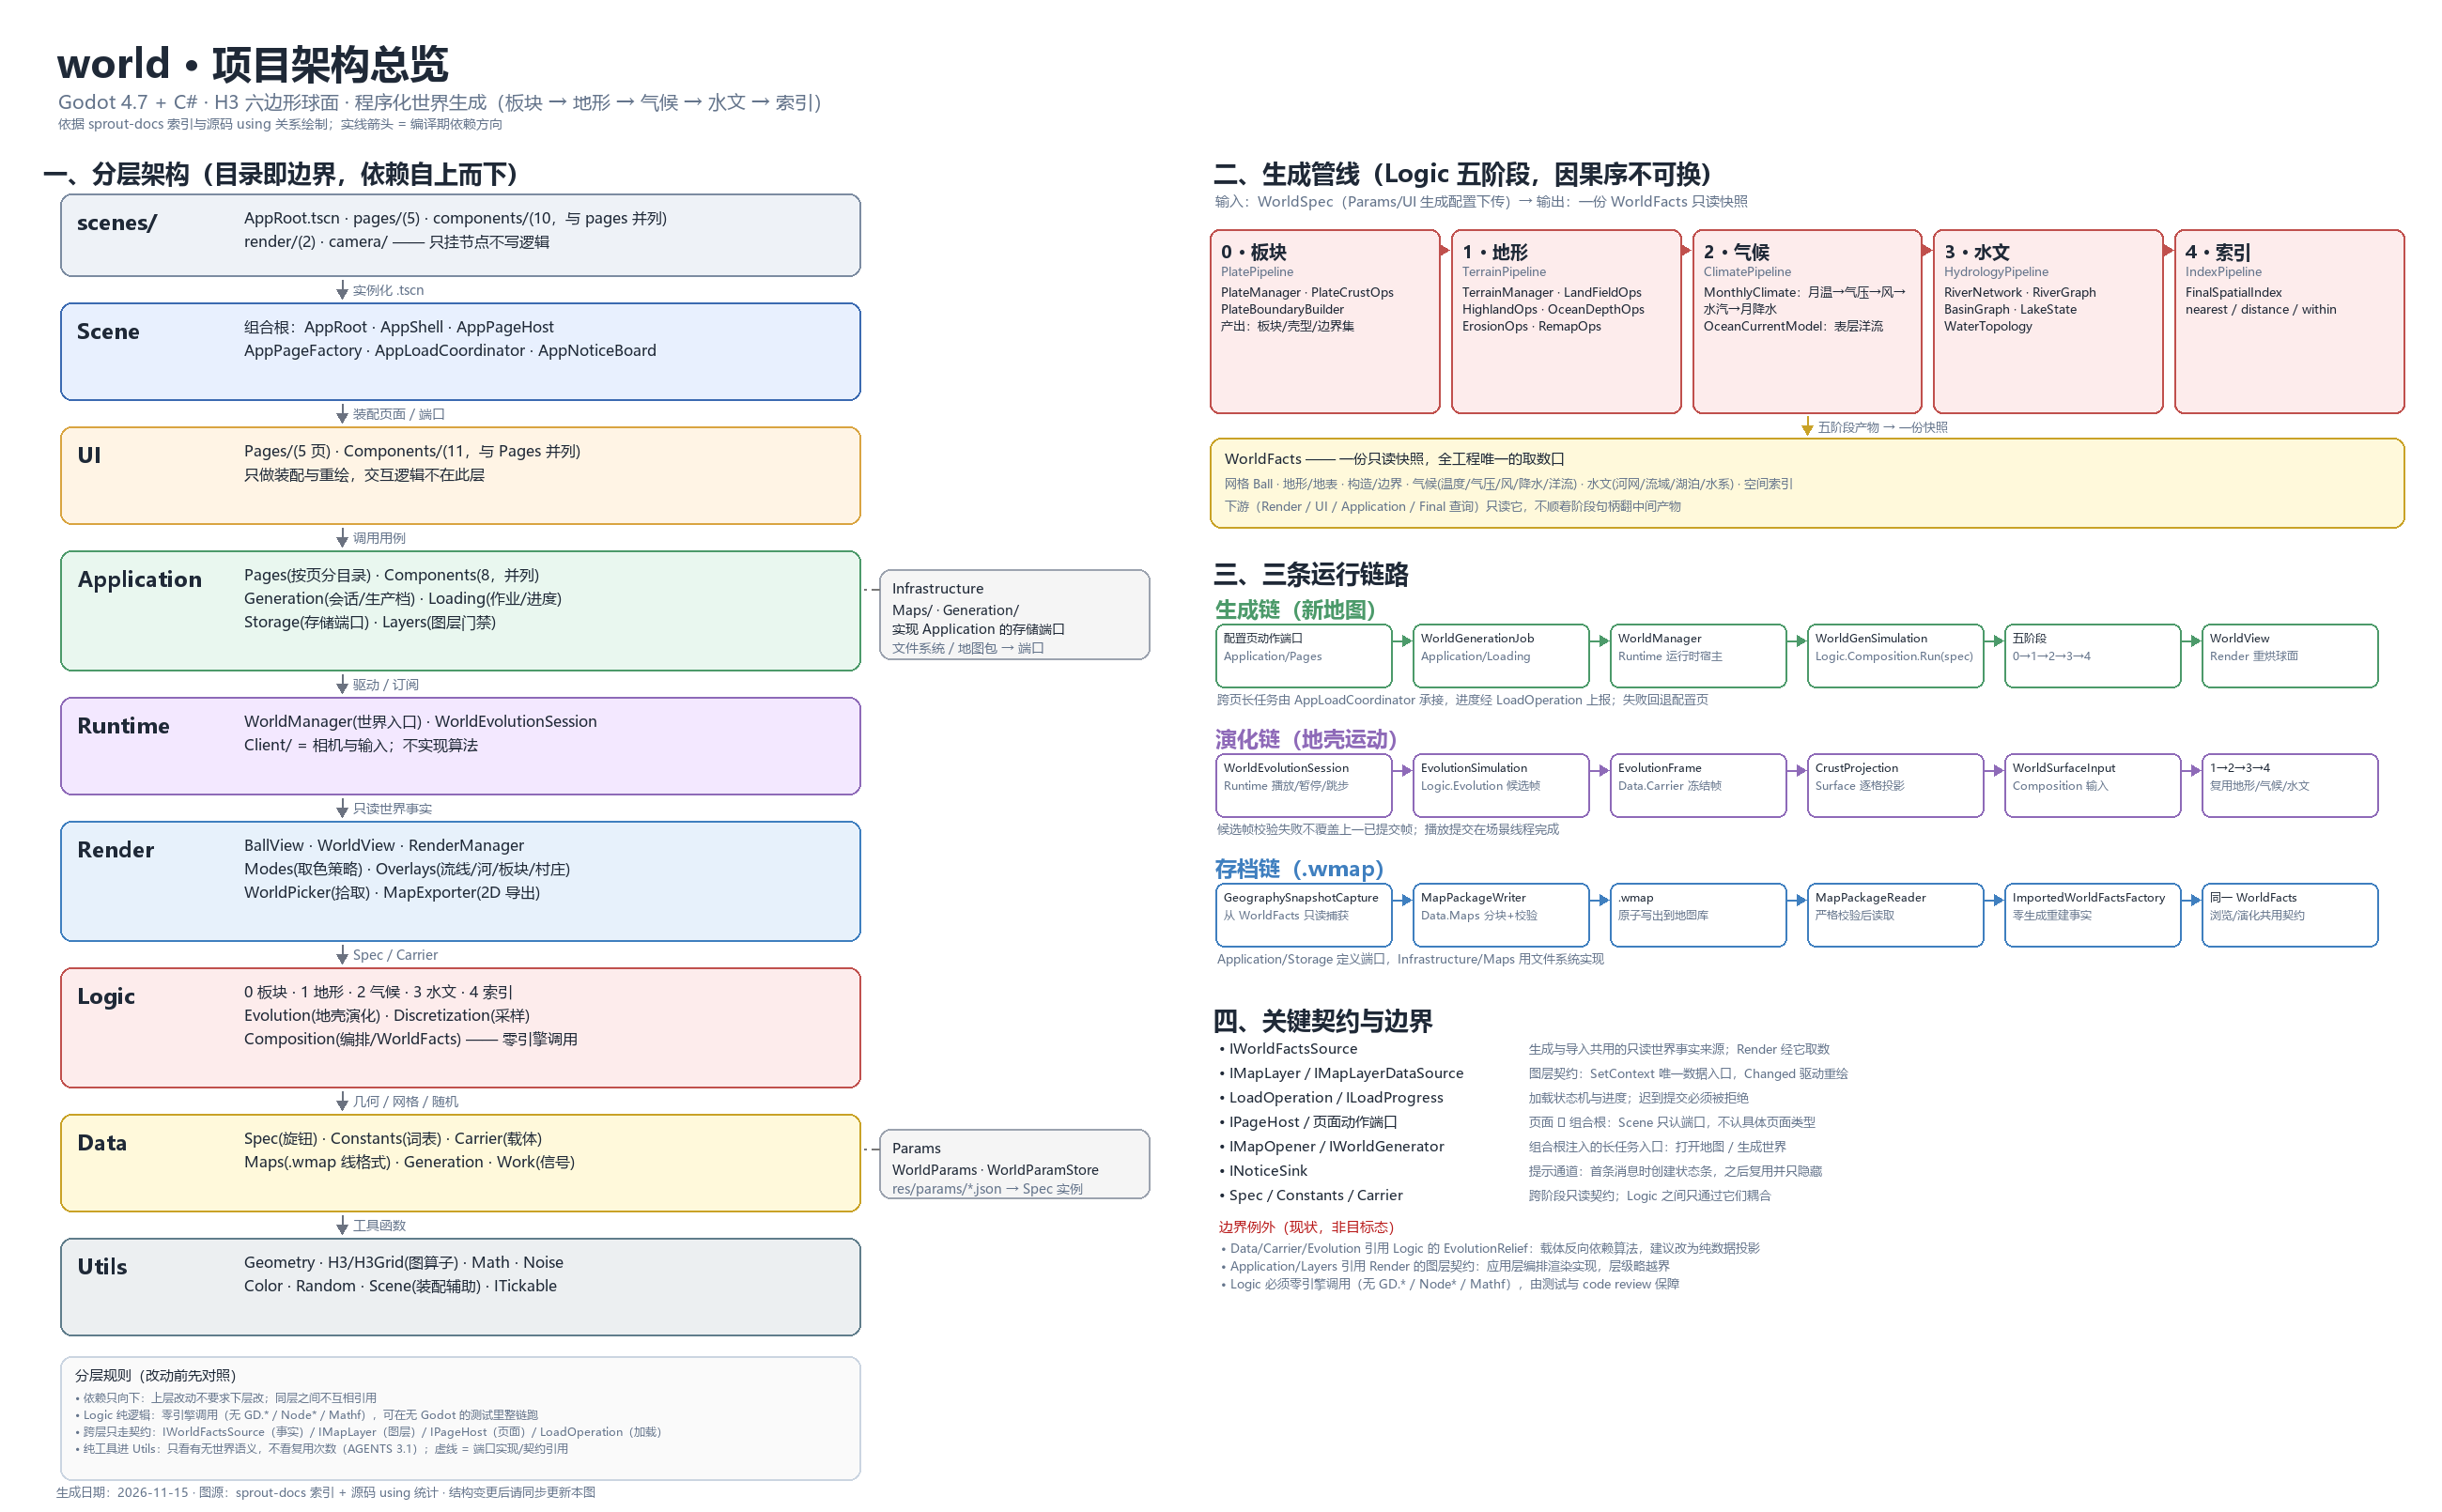 world · 项目架构总览
Godot 4.7 + C# · H3 六边形球面 · 程序化世界生成（板块 → 地形 → 气候 → 水文 → 索引）
依据 sprout-docs 索引与源码 using 关系绘制；实线箭头 = 编译期依赖方向
一、分层架构（目录即边界，依赖自上而下）
scenes/
AppRoot.tscn · pages/(5) · components/(10，与 pages 并列)
render/(2) · camera/ —— 只挂节点不写逻辑
实例化 .tscn
Scene
组合根：AppRoot · AppShell · AppPageHost
AppPageFactory · AppLoadCoordinator · AppNoticeBoard
装配页面 / 端口
UI
Pages/(5 页) · Components/(11，与 Pages 并列)
只做装配与重绘，交互逻辑不在此层
调用用例
Application
Pages(按页分目录) · Components(8，并列)
Generation(会话/生产档) · Loading(作业/进度)
Storage(存储端口) · Layers(图层门禁)
Infrastructure
Maps/ · Generation/
实现 Application 的存储端口
文件系统 / 地图包 → 端口
驱动 / 订阅
Runtime
WorldManager(世界入口) · WorldEvolutionSession
Client/ = 相机与输入；不实现算法
只读世界事实
Render
BallView · WorldView · RenderManager
Modes(取色策略) · Overlays(流线/河/板块/村庄)
WorldPicker(拾取) · MapExporter(2D 导出)
Spec / Carrier
Logic
0 板块 · 1 地形 · 2 气候 · 3 水文 · 4 索引
Evolution(地壳演化) · Discretization(采样)
Composition(编排/WorldFacts) —— 零引擎调用
几何 / 网格 / 随机
Data
Spec(旋钮) · Constants(词表) · Carrier(载体)
Maps(.wmap 线格式) · Generation · Work(信号)
Params
WorldParams · WorldParamStore
res/params/*.json → Spec 实例
工具函数
Utils
Geometry · H3/H3Grid(图算子) · Math · Noise
Color · Random · Scene(装配辅助) · ITickable
分层规则（改动前先对照）
• 依赖只向下：上层改动不要求下层改；同层之间不互相引用
• Logic 纯逻辑：零引擎调用（无 GD.* / Node* / Mathf），可在无 Godot 的测试里整链跑
• 跨层只走契约：IWorldFactsSource（事实）/ IMapLayer（图层）/ IPageHost（页面）/ LoadOperation（加载）
• 纯工具进 Utils：只看有无世界语义，不看复用次数（AGENTS 3.1）；虚线 = 端口实现/契约引用
生成日期：2026-11-15 · 图源：sprout-docs 索引 + 源码 using 统计 · 结构变更后请同步更新本图
二、生成管线（Logic 五阶段，因果序不可换）
输入：WorldSpec（Params/UI 生成配置下传）→ 输出：一份 WorldFacts 只读快照
0 · 板块
PlatePipeline
PlateManager · PlateCrustOps
PlateBoundaryBuilder
产出：板块/壳型/边界集
1 · 地形
TerrainPipeline
TerrainManager · LandFieldOps
HighlandOps · OceanDepthOps
ErosionOps · RemapOps
2 · 气候
ClimatePipeline
MonthlyClimate：月温→气压→风→
水汽→月降水
OceanCurrentModel：表层洋流
3 · 水文
HydrologyPipeline
RiverNetwork · RiverGraph
BasinGraph · LakeState
WaterTopology
4 · 索引
IndexPipeline
FinalSpatialIndex
nearest / distance / within
五阶段产物 → 一份快照
WorldFacts —— 一份只读快照，全工程唯一的取数口
网格 Ball · 地形/地表 · 构造/边界 · 气候(温度/气压/风/降水/洋流) · 水文(河网/流域/湖泊/水系) · 空间索引
下游（Render / UI / Application / Final 查询）只读它，不顺着阶段句柄翻中间产物
三、三条运行链路
生成链（新地图）
配置页动作端口
Application/Pages
WorldGenerationJob
Application/Loading
WorldManager
Runtime 运行时宿主
WorldGenSimulation
Logic.Composition.Run(spec)
五阶段
0→1→2→3→4
WorldView
Render 重烘球面
跨页长任务由 AppLoadCoordinator 承接，进度经 LoadOperation 上报；失败回退配置页
演化链（地壳运动）
WorldEvolutionSession
Runtime 播放/暂停/跳步
EvolutionSimulation
Logic.Evolution 候选帧
EvolutionFrame
Data.Carrier 冻结帧
CrustProjection
Surface 逐格投影
WorldSurfaceInput
Composition 输入
1→2→3→4
复用地形/气候/水文
候选帧校验失败不覆盖上一已提交帧；播放提交在场景线程完成
存档链（.wmap）
GeographySnapshotCapture
从 WorldFacts 只读捕获
MapPackageWriter
Data.Maps 分块+校验
.wmap
原子写出到地图库
MapPackageReader
严格校验后读取
ImportedWorldFactsFactory
零生成重建事实
同一 WorldFacts
浏览/演化共用契约
Application/Storage 定义端口，Infrastructure/Maps 用文件系统实现
四、关键契约与边界
• IWorldFactsSource 生成与导入共用的只读世界事实来源；Render 经它取数
• IMapLayer / IMapLayerDataSource 图层契约：SetContext 唯一数据入口，Changed 驱动重绘
• LoadOperation / ILoadProgress 加载状态机与进度；迟到提交必须被拒绝
• IPageHost / 页面动作端口 页面 ▯ 组合根：Scene 只认端口，不认具体页面类型
• IMapOpener / IWorldGenerator 组合根注入的长任务入口：打开地图 / 生成世界
• INoticeSink 提示通道：首条消息时创建状态条，之后复用并只隐藏
• Spec / Constants / Carrier 跨阶段只读契约；Logic 之间只通过它们耦合
边界例外（现状，非目标态）
• Data/Carrier/Evolution 引用 Logic 的 EvolutionRelief：载体反向依赖算法，建议改为纯数据投影
• Application/Layers 引用 Render 的图层契约：应用层编排渲染实现，层级略越界
• Logic 必须零引擎调用（无 GD.* / Node* / Mathf），由测试与 code review 保障